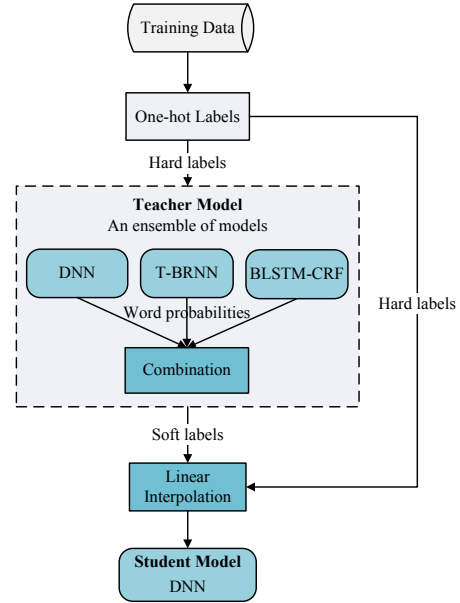 Training Data
One-hot Labels
Hard labels
Teacher Model
An ensemble of models
DNN
T-BRNN
BLSTM-CRF
Hard labels
Word probabilities
Combination
Soft labels
Linear
Interpolation
Student Model
DNN